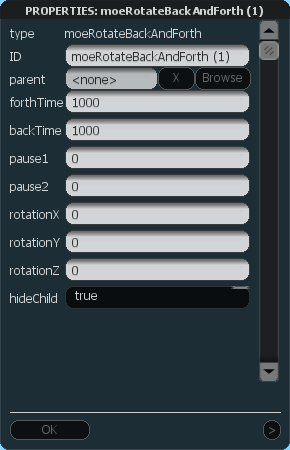 PROPERTIES: moeRotateBackAndForth (1)
type moeRotateBackAndForth
ID moeRotateBackAndForth (1)
parent <none> X Browse
forthTime 1000
backTime 1000
pause1 0
pause2 0
rotationX 0
rotationY 0
rotationZ 0
hideChild true
OK >